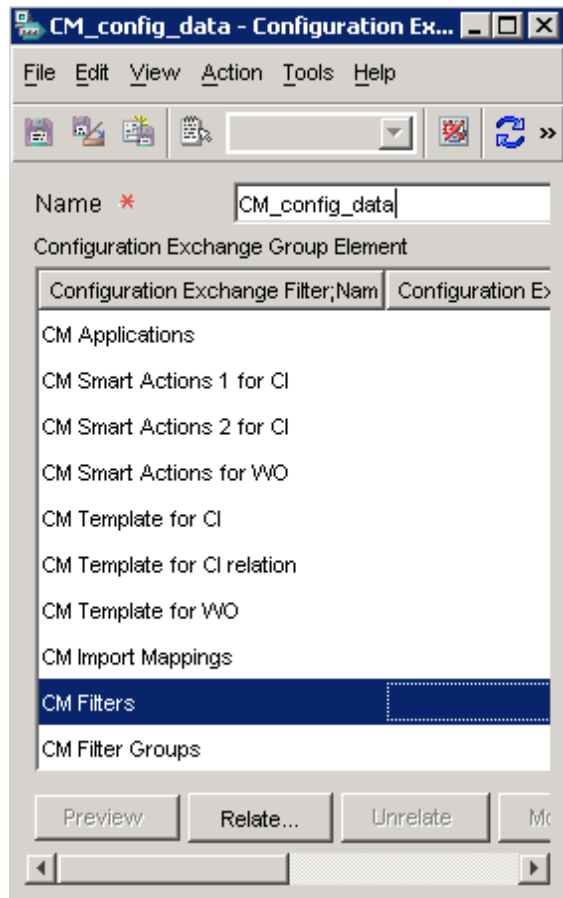 CM_config_data - Configuration Ex...
File Edit View Action Tools Help
»
Name *
CM_config_data
Configuration Exchange Group Element
Configuration Exchange Filter;Nam Configuration Ex
CM Applications
CM Smart Actions 1 for CI
CM Smart Actions 2 for CI
CM Smart Actions for WO
CM Template for CI
CM Template for CI relation
CM Template for WO
CM Import Mappings
CM Filters
CM Filter Groups
Preview Relate... Unrelate Mo